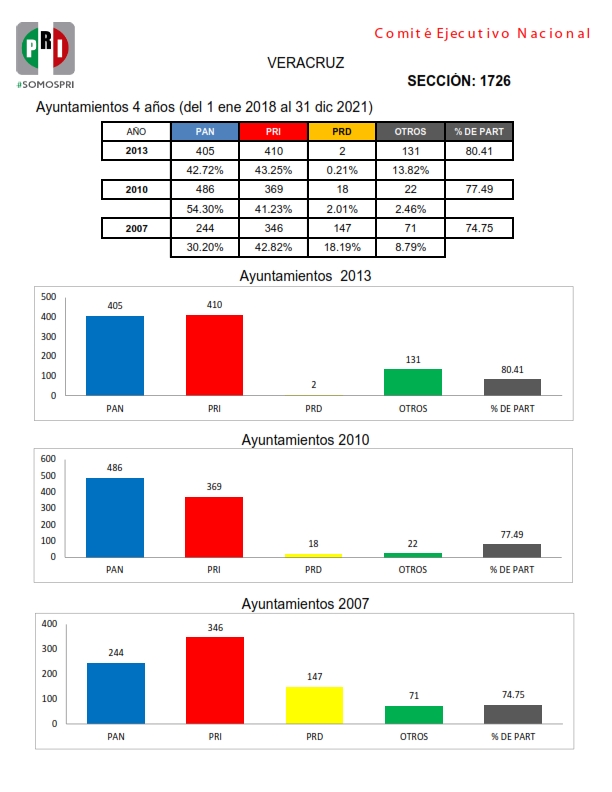 Comité Ejecutivo Nacional
PRI
#SOMOSPRI
VERACRUZ
SECCIÓN: 1726
Ayuntamientos 4 años (del 1 ene 2018 al 31 dic 2021)
AÑO PAN PRI PRD OTROS % DE PART
2013 405 410 2 131 80.41
42.72% 43.25% 0.21% 13.82%
2010 486 369 18 22 77.49
54.30% 41.23% 2.01% 2.46%
2007 244 346 147 71 74.75
30.20% 42.82% 18.19% 8.79%
Ayuntamientos 2013
500
400
300
200
100
0
405 410 2 131 80.41
PAN PRI PRD OTROS % DE PART
Ayuntamientos 2010
600
500
400
300
200
100
0
486 369 18 22 77.49
PAN PRI PRD OTROS % DE PART
Ayuntamientos 2007
400
300
200
100
0
244 346 147 71 74.75
PAN PRI PRD OTROS % DE PART